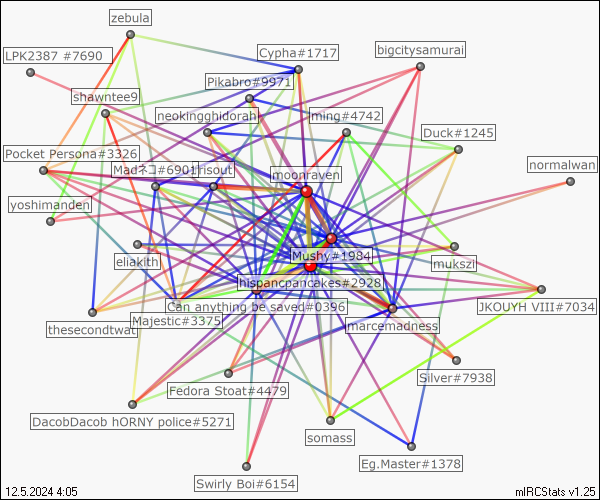 zebula
Cypha#1717
bigcitysamurai
LPK2387 #7690
Pikabro#9971
shawntee9
neokingghidorah
ming#4742
Duck#1245
Pocket Persona#3326
Madネコ#6901
risout
moonraven
normalwan
yoshimanden
Mushy#1984
eliakith
mukszl
hispancpancakes#2928
Can anything be saved#0396
JKOUYH VIII#7034
thesecondtwat
Majestic#3375
marcemadness
Silver#7938
Fedora Stoat#4479
DacobDacob hORNY police#5271
somass
Eg.Master#1378
Swirly Boi#6154
12.5.2024 4:05
mIRCStats v1.25